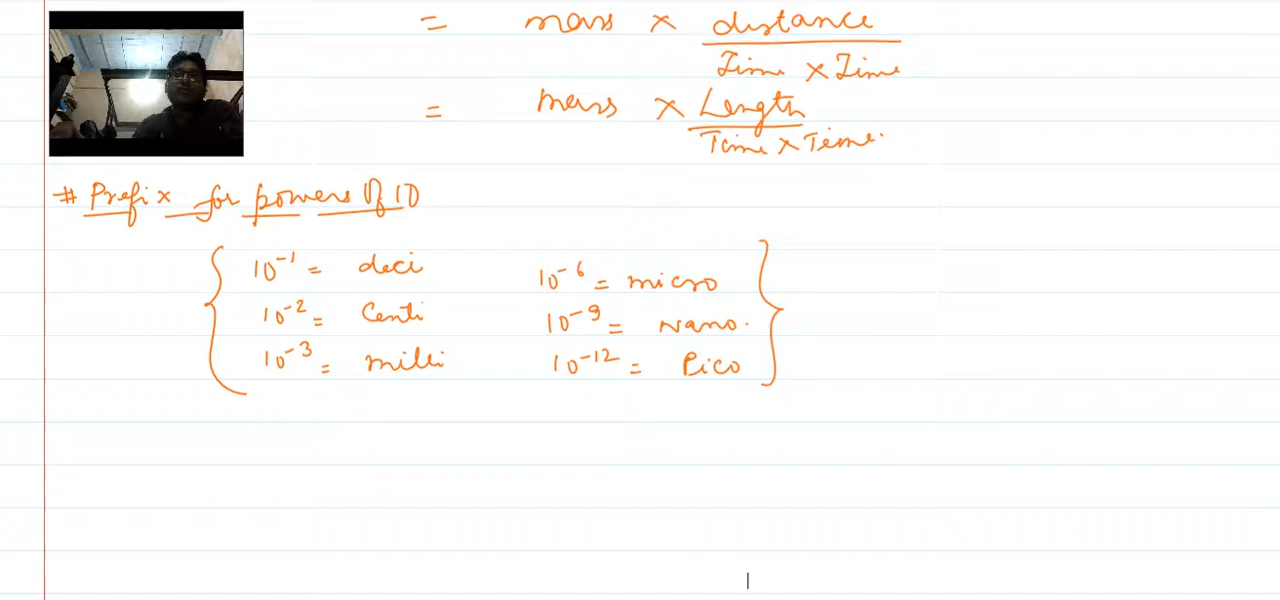 = mass × distance
Time × Time
= mass × Length
Time × Time.
# Prefix for powers Of 10
10⁻¹ = deci 10⁻⁶ = micro
10⁻² = Centi 10⁻⁹ = Nano.
10⁻³ = milli 10⁻¹² = Pico